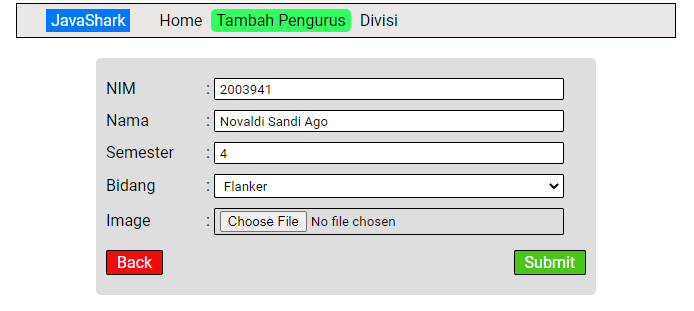 JavaShark Home Tambah Pengurus Divisi
NIM : 2003941
Nama : Novaldi Sandi Ago
Semester : 4
Bidang : Flanker
Image : Choose File No file chosen
Back Submit